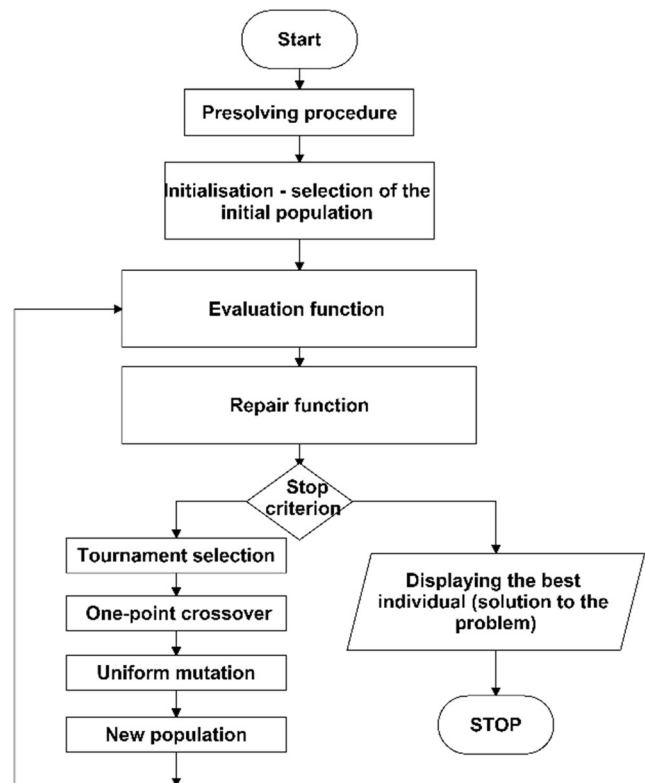 Start
Presolving procedure
Initialisation - selection of the
initial population
Evaluation function
Repair function
Stop
criterion
Tournament selection
One-point crossover
Uniform mutation
New population
Displaying the best
individual (solution to the
problem)
STOP